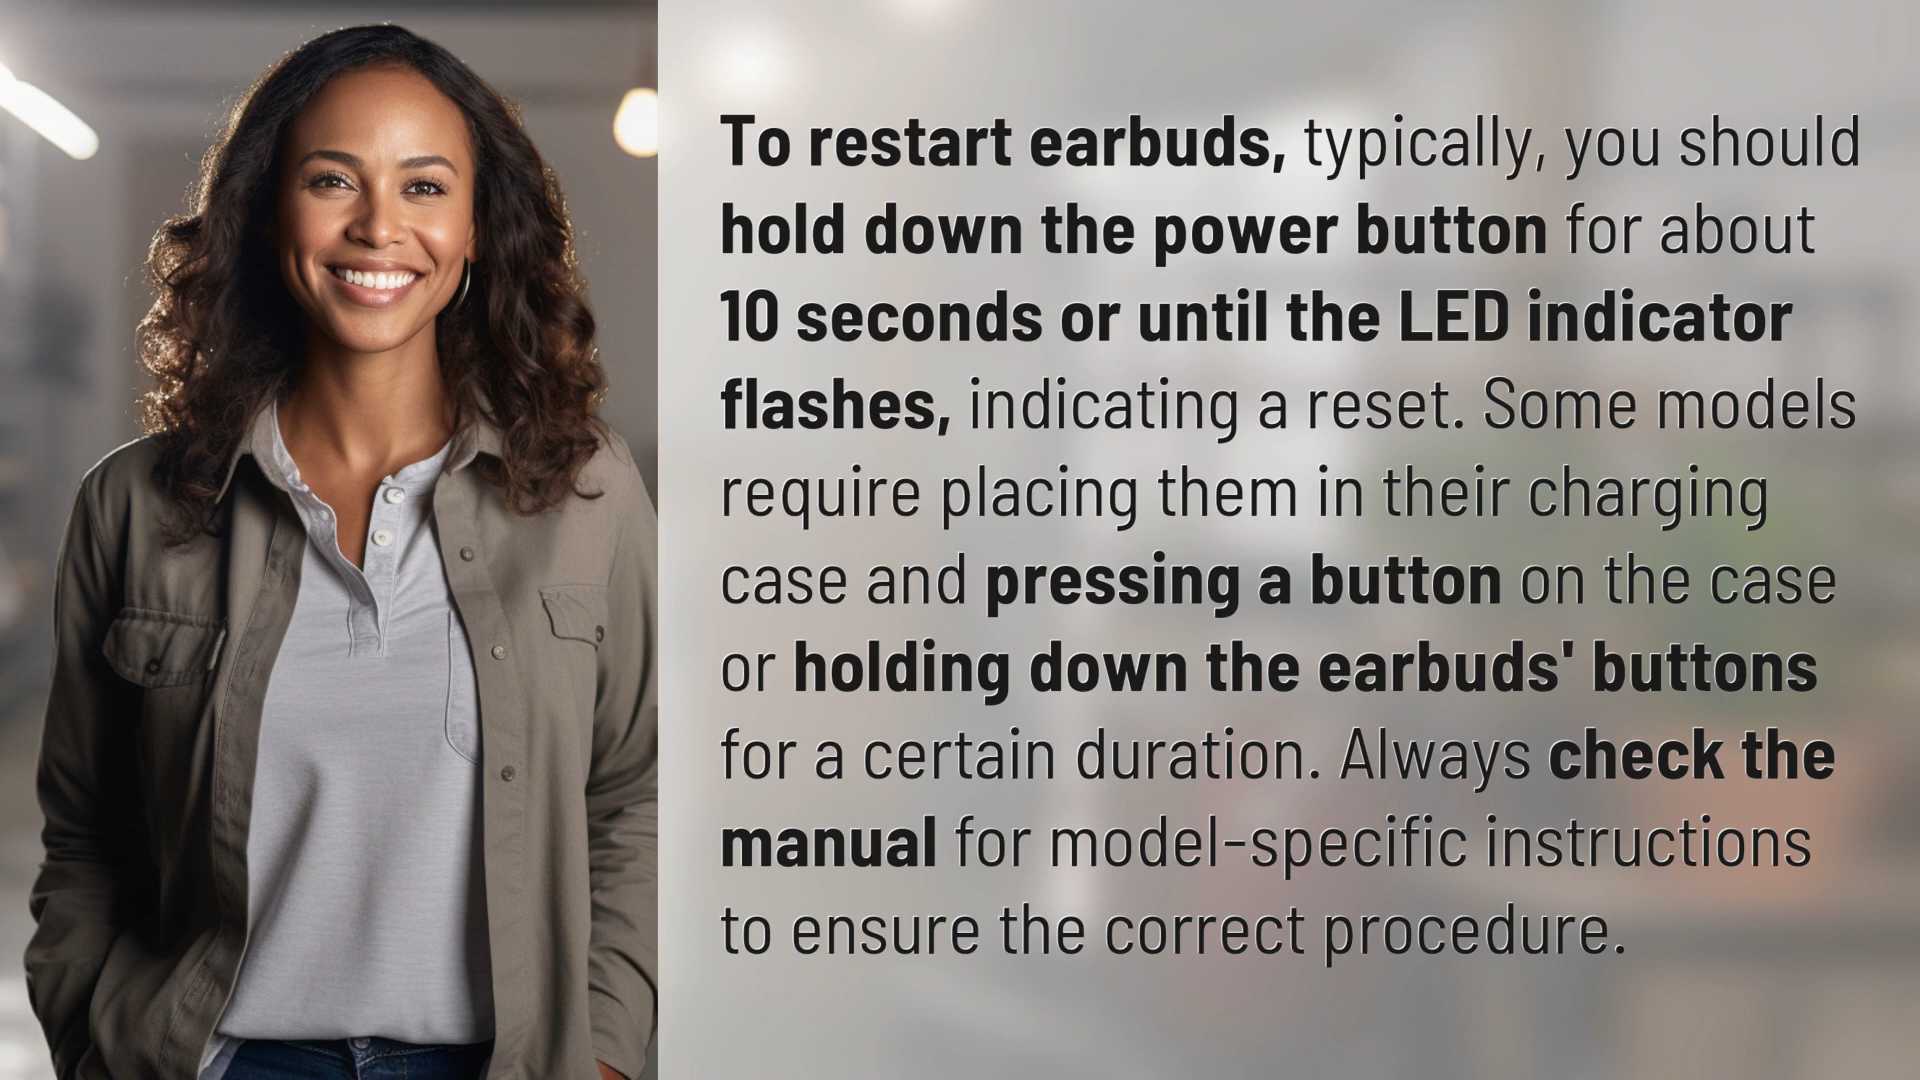 To restart earbuds, typically, you should
hold down the power button for about
10 seconds or until the LED indicator
flashes, indicating a reset. Some models
require placing them in their charging
case and pressing a button on the case
or holding down the earbuds' buttons
for a certain duration. Always check the
manual for model-specific instructions
to ensure the correct procedure.